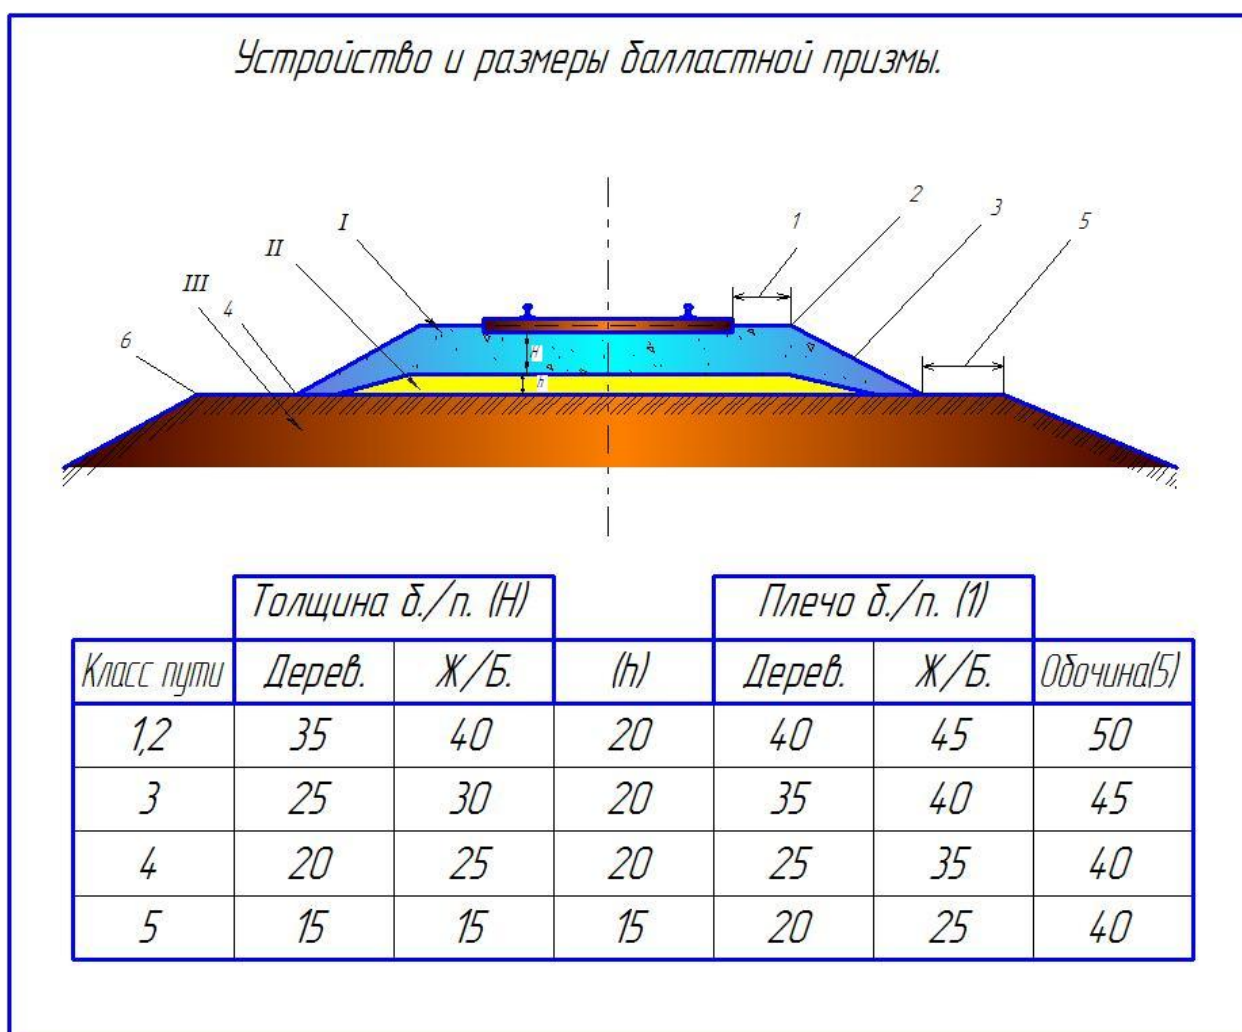 Устройство и размеры балластной призмы.
1
2
3
5
I
II
III
4
6
H
h
Толщина б./п. (H) Плечо б./п. (1)
Класс пути Дерев. Ж/Б. (h) Дерев. Ж/Б. Обочина(5)
1,2 35 40 20 40 45 50
3 25 30 20 35 40 45
4 20 25 20 25 35 40
5 15 15 15 20 25 40